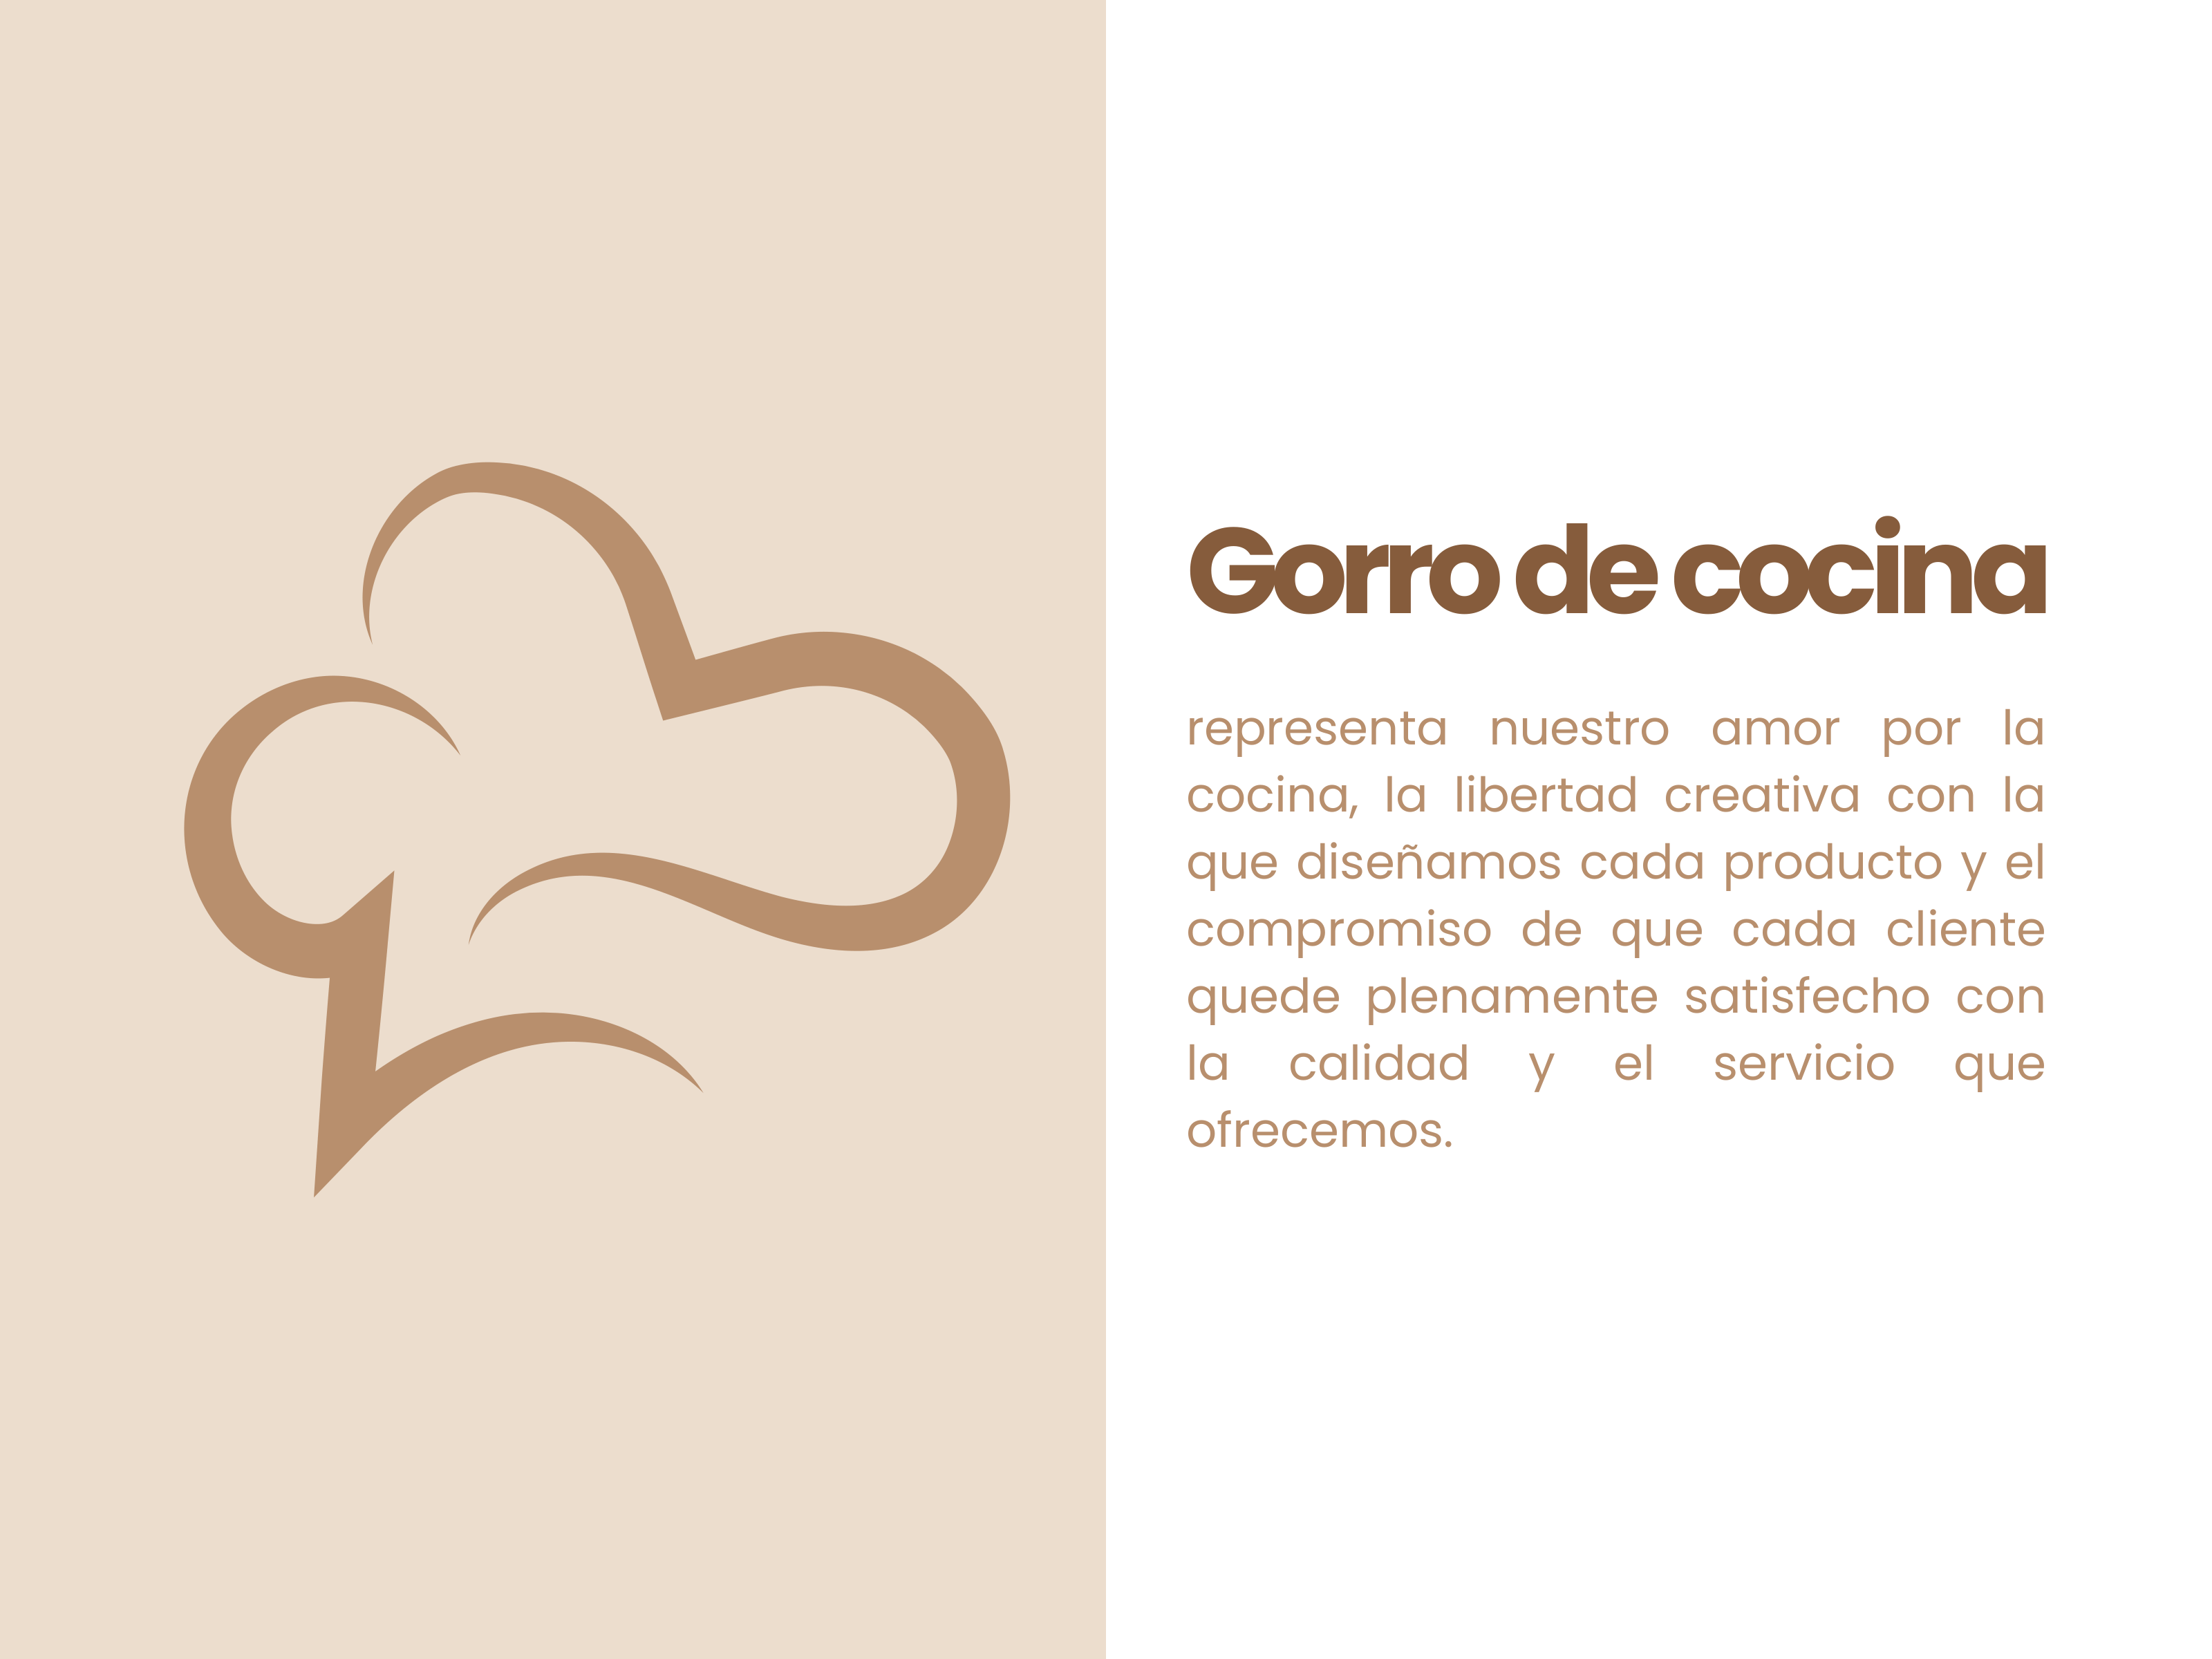 Gorro de cocina
representa nuestro amor por la
cocina, la libertad creativa con la
que diseñamos cada producto y el
compromiso de que cada cliente
quede plenamente satisfecho con
la calidad y el servicio que
ofrecemos.